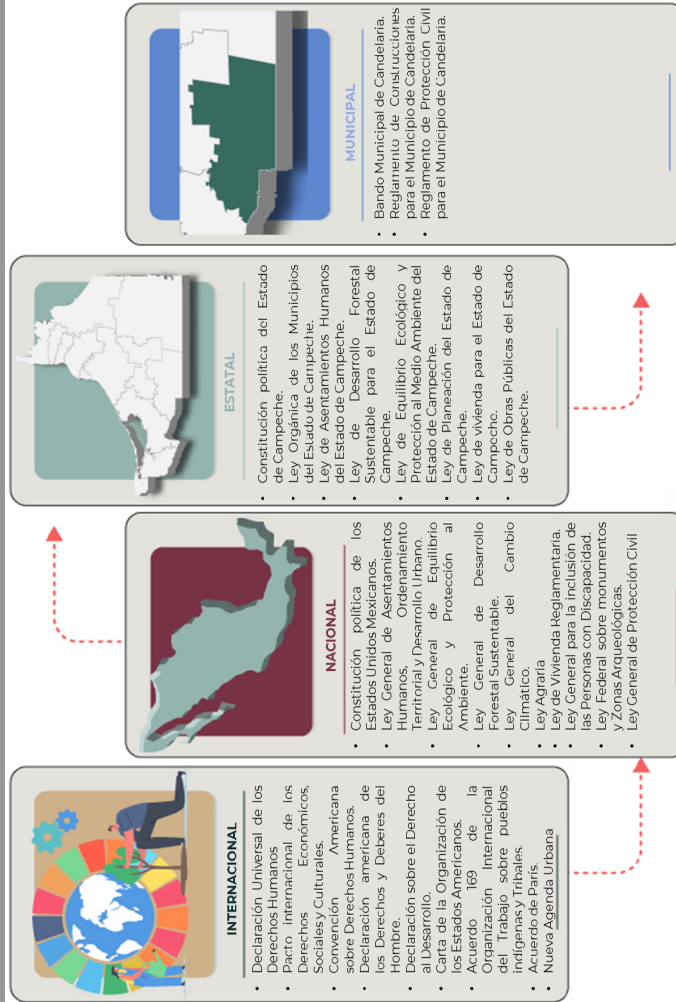 INTERNACIONAL
• Declaración Universal de los
Derechos Humanos
• Pacto internacional de los
Derechos Económicos,
Sociales y Culturales.
• Convención Americana
sobre Derechos Humanos.
• Declaración americana de
los Derechos y Deberes del
Hombre.
• Declaración sobre el Derecho
al Desarrollo.
• Carta de la Organización de
los Estados Americanos.
• Acuerdo 169 de la
Organización Internacional
del Trabajo sobre pueblos
indígenas y Tribales.
• Acuerdo de París.
• Nueva Agenda Urbana
NACIONAL
• Constitución política de los
Estados Unidos Mexicanos.
• Ley General de Asentamientos
Humanos, Ordenamiento
Territrorial y Desarrollo Urbano.
• Ley General de Equilibrio
Ecológico y Protección al
Ambiente.
• Ley General de Desarrollo
Forestal Sustentable.
• Ley General del Cambio
Climático.
• Ley Agraria
• Ley de Vivienda Reglamentaria.
• Ley General para la inclusión de
las Personas con Discapacidad.
• Ley Federal sobre monumentos
y Zonas Arqueológicas.
• Ley General de Protección Civil
ESTATAL
• Constitución política del Estado
de Campeche.
• Ley Orgánica de los Municipios
del Estado de Campeche.
• Ley de Asentamientos Humanos
del Estado de Campeche.
• Ley de Desarrollo Forestal
Sustentable para el Estado de
Campeche.
• Ley de Equilibrio Ecológico y
Protección al Medio Ambiente del
Estado de Campeche.
• Ley de Planeación del Estado de
Campeche.
• Ley de vivienda para el Estado de
Campeche.
• Ley de Obras Públicas del Estado
de Campeche.
MUNICIPAL
• Bando Municipal de Candelaria.
• Reglamento de Construcciones
para el Municipio de Candelaria.
• Reglamento de Protección Civil
para el Municipio de Candelaria.